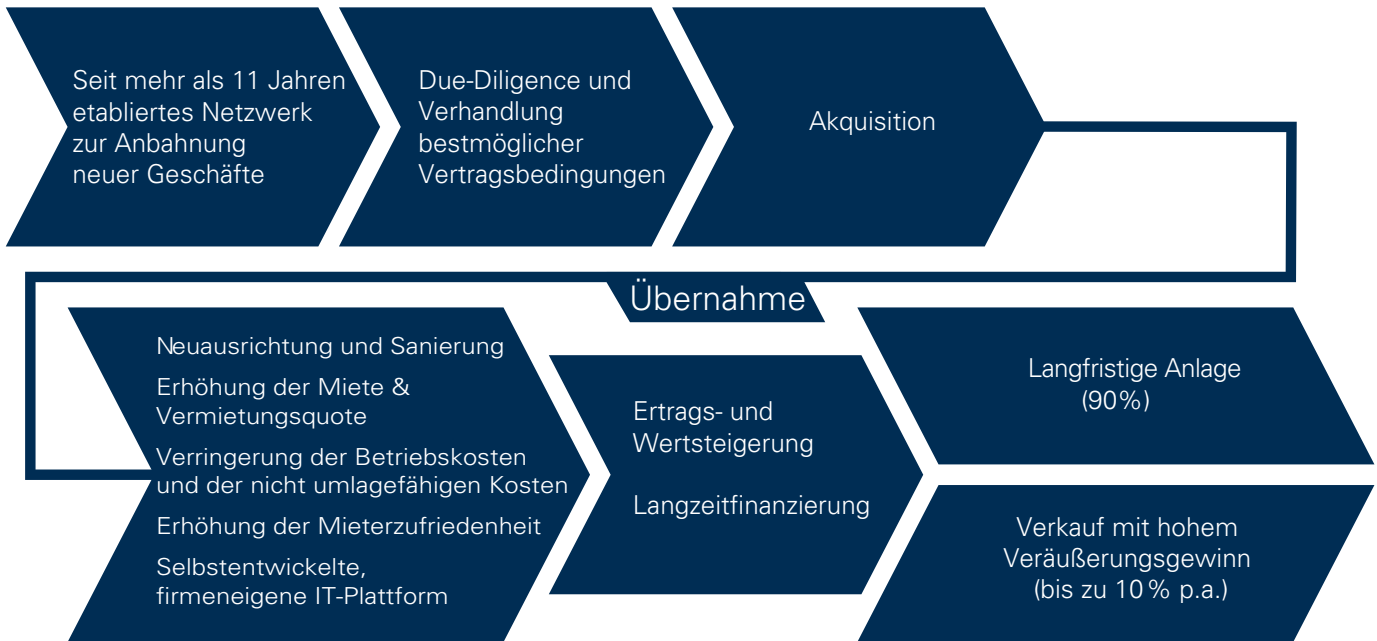 Seit mehr als 11 Jahren
etabliertes Netzwerk
zur Anbahnung
neuer Geschäfte
Due-Diligence und
Verhandlung
bestmöglicher
Vertragsbedingungen
Akquisition
Übernahme
Neuausrichtung und Sanierung
Erhöhung der Miete &
Vermietungsquote
Verringerung der Betriebskosten
und der nicht umlagefähigen Kosten
Erhöhung der Mieterzufriedenheit
Selbstentwickelte,
firmeneigene IT-Plattform
Ertrags- und
Wertsteigerung
Langzeitfinanzierung
Langfristige Anlage
(90%)
Verkauf mit hohem
Veräußerungsgewinn
(bis zu 10% p.a.)